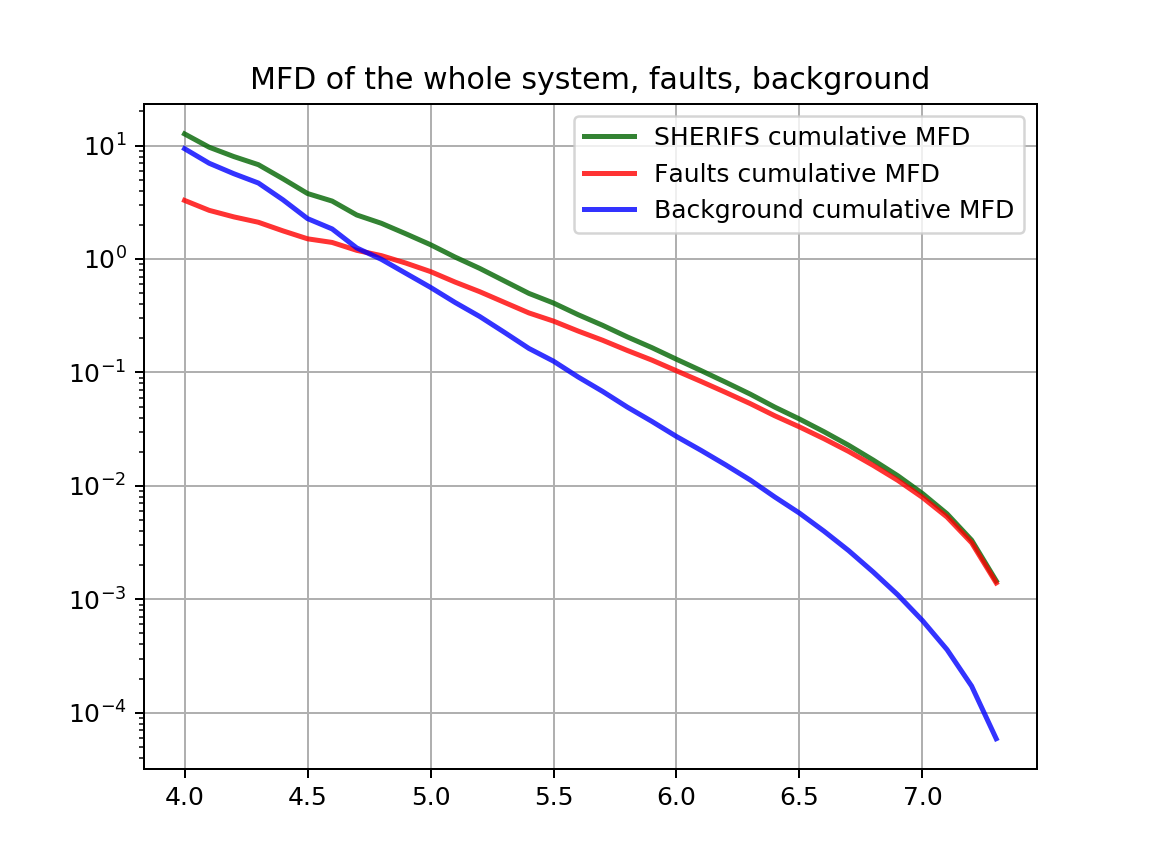 MFD of the whole system, faults, background
SHERIFS cumulative MFD
Faults cumulative MFD
Background cumulative MFD
10¹
10⁰
10⁻¹
10⁻²
10⁻³
10⁻⁴
4.0 4.5 5.0 5.5 6.0 6.5 7.0